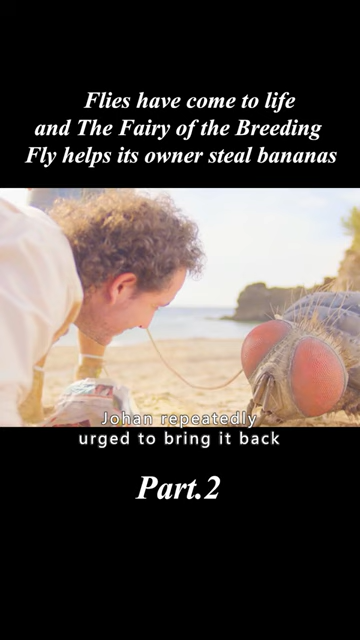 Flies have come to life
and The Fairy of the Breeding
Fly helps its owner steal bananas
Johan repeatedly
urged to bring it back
Part.2